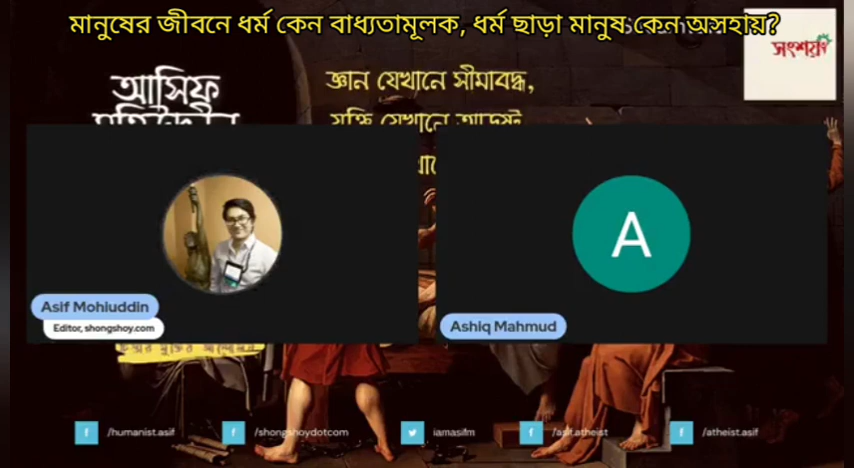 মানুষের জীবনে ধর্ম কেন বাধ্যতামূলক, ধর্ম ছাড়া মানুষ কেন অসহায়?
সংশয়
আসিফ
জ্ঞান যেখানে সীমাবদ্ধ,
যুক্তি যেখানে আড়ষ্ট
Asif Mohiuddin
Editor, shongshoy.com
A
Ashiq Mahmud
/humanist.asif
/shongshoydotcom
iamasifm
/asif.atheist
/atheist.asif